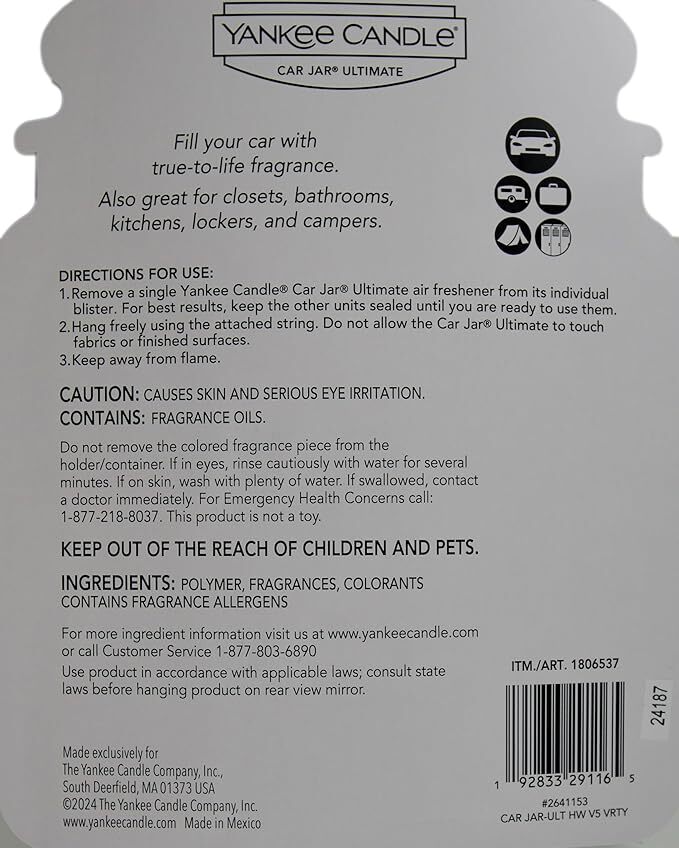 YANKEE CANDLE®
CAR JAR® ULTIMATE
Fill your car with
true-to-life fragrance.
Also great for closets, bathrooms,
kitchens, lockers, and campers.
DIRECTIONS FOR USE:
1. Remove a single Yankee Candle® Car Jar® Ultimate air freshener from its individual
blister. For best results, keep the other units sealed until you are ready to use them.
2. Hang freely using the attached string. Do not allow the Car Jar® Ultimate to touch
fabrics or finished surfaces.
3. Keep away from flame.
CAUTION: CAUSES SKIN AND SERIOUS EYE IRRITATION.
CONTAINS: FRAGRANCE OILS.
Do not remove the colored fragrance piece from the
holder/container. If in eyes, rinse cautiously with water for several
minutes. If on skin, wash with plenty of water. If swallowed, contact
a doctor immediately. For Emergency Health Concerns call:
1-877-218-8037. This product is not a toy.
KEEP OUT OF THE REACH OF CHILDREN AND PETS.
INGREDIENTS: POLYMER, FRAGRANCES, COLORANTS
CONTAINS FRAGRANCE ALLERGENS
For more ingredient information visit us at www.yankeecandle.com
or call Customer Service 1-877-803-6890
Use product in accordance with applicable laws; consult state
laws before hanging product on rear view mirror.
Made exclusively for
The Yankee Candle Company, Inc.,
South Deerfield, MA 01373 USA
©2024 The Yankee Candle Company, Inc.
www.yankeecandle.com Made in Mexico
ITM./ART. 1806537
1 92833 29116 5
#2641153
CAR JAR-ULT HW V5 VRTY
24187